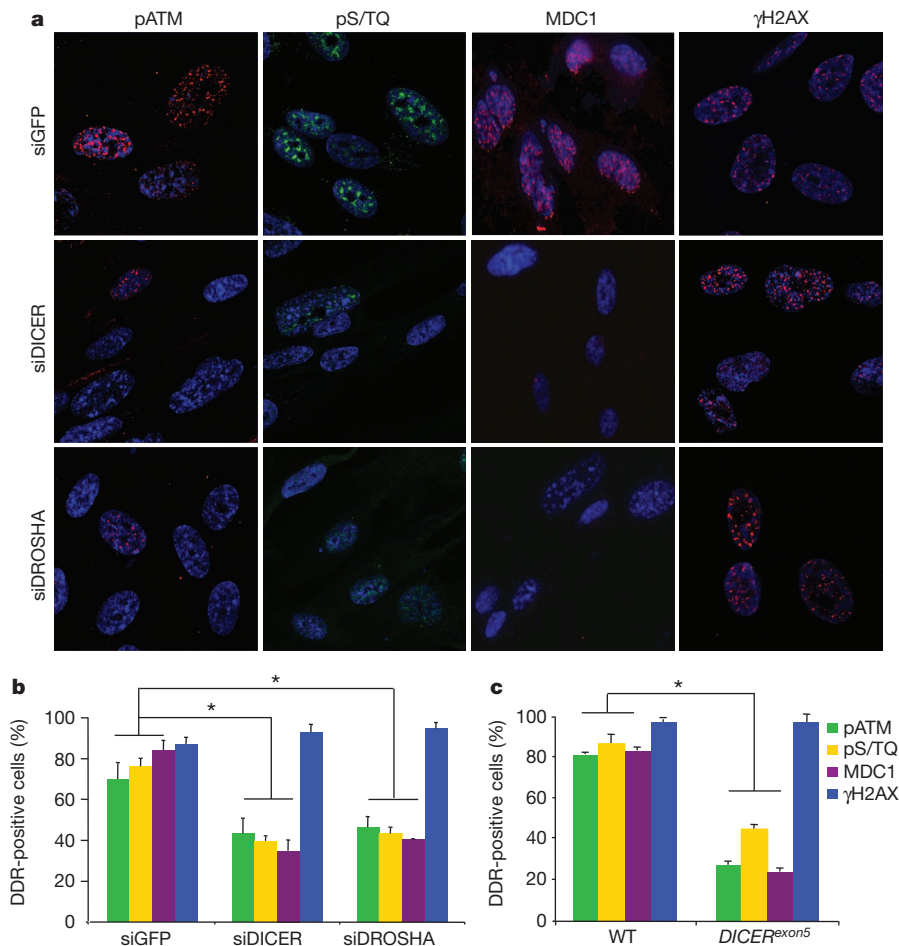 a
pATM pS/TQ MDC1 γH2AX
siGFP
siDICER
siDROSHA
b
DDR-positive cells (%)
100
80
60
40
20
0
*
*
siGFP siDICER siDROSHA
c
DDR-positive cells (%)
100
80
60
40
20
0
*
WT DICERexon5
pATM
pS/TQ
MDC1
γH2AX